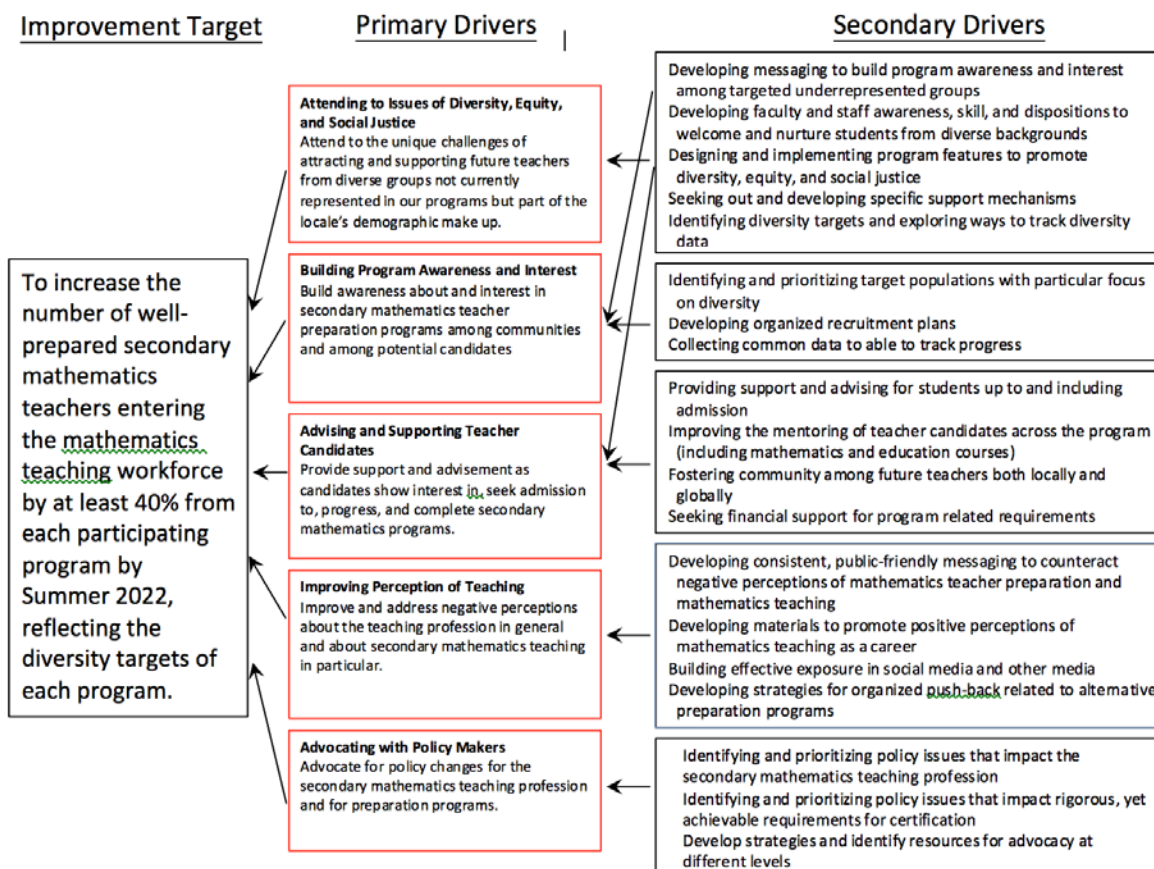 Improvement Target
Primary Drivers
Secondary Drivers
To increase the
number of well-
prepared secondary
mathematics
teachers entering
the mathematics
teaching workforce
by at least 40% from
each participating
program by
Summer 2022,
reflecting the
diversity targets of
each program.
Attending to Issues of Diversity, Equity,
and Social Justice
Attend to the unique challenges of
attracting and supporting future teachers
from diverse groups not currently
represented in our programs but part of the
locale's demographic make up.
Building Program Awareness and Interest
Build awareness about and interest in
secondary mathematics teacher
preparation programs among communities
and among potential candidates
Advising and Supporting Teacher
Candidates
Provide support and advisement as
candidates show interest in, seek admission
to, progress, and complete secondary
mathematics programs.
Improving Perception of Teaching
Improve and address negative perceptions
about the teaching profession in general
and about secondary mathematics teaching
in particular.
Advocating with Policy Makers
Advocate for policy changes for the
secondary mathematics teaching profession
and for preparation programs.
Developing messaging to build program awareness and interest
among targeted underrepresented groups
Developing faculty and staff awareness, skill, and dispositions to
welcome and nurture students from diverse backgrounds
Designing and implementing program features to promote
diversity, equity, and social justice
Seeking out and developing specific support mechanisms
Identifying diversity targets and exploring ways to track diversity
data
Identifying and prioritizing target populations with particular focus
on diversity
Developing organized recruitment plans
Collecting common data to able to track progress
Providing support and advising for students up to and including
admission
Improving the mentoring of teacher candidates across the program
(including mathematics and education courses)
Fostering community among future teachers both locally and
globally
Seeking financial support for program related requirements
Developing consistent, public-friendly messaging to counteract
negative perceptions of mathematics teacher preparation and
mathematics teaching
Developing materials to promote positive perceptions of
mathematics teaching as a career
Building effective exposure in social media and other media
Developing strategies for organized push-back related to alternative
preparation programs
Identifying and prioritizing policy issues that impact the
secondary mathematics teaching profession
Identifying and prioritizing policy issues that impact rigorous, yet
achievable requirements for certification
Develop strategies and identify resources for advocacy at
different levels